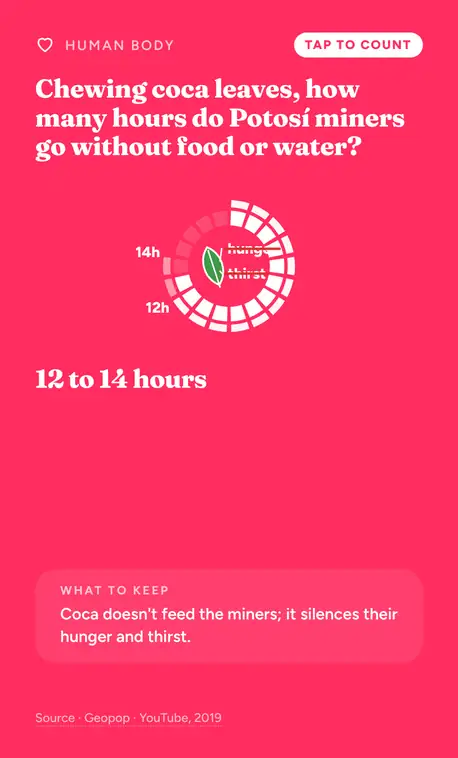 HUMAN BODY
TAP TO COUNT
Chewing coca leaves, how
many hours do Potosí miners
go without food or water?
14h
hunger
thirst
12h
12 to 14 hours
WHAT TO KEEP
Coca doesn't feed the miners; it silences their
hunger and thirst.
Source · Geopop · YouTube, 2019